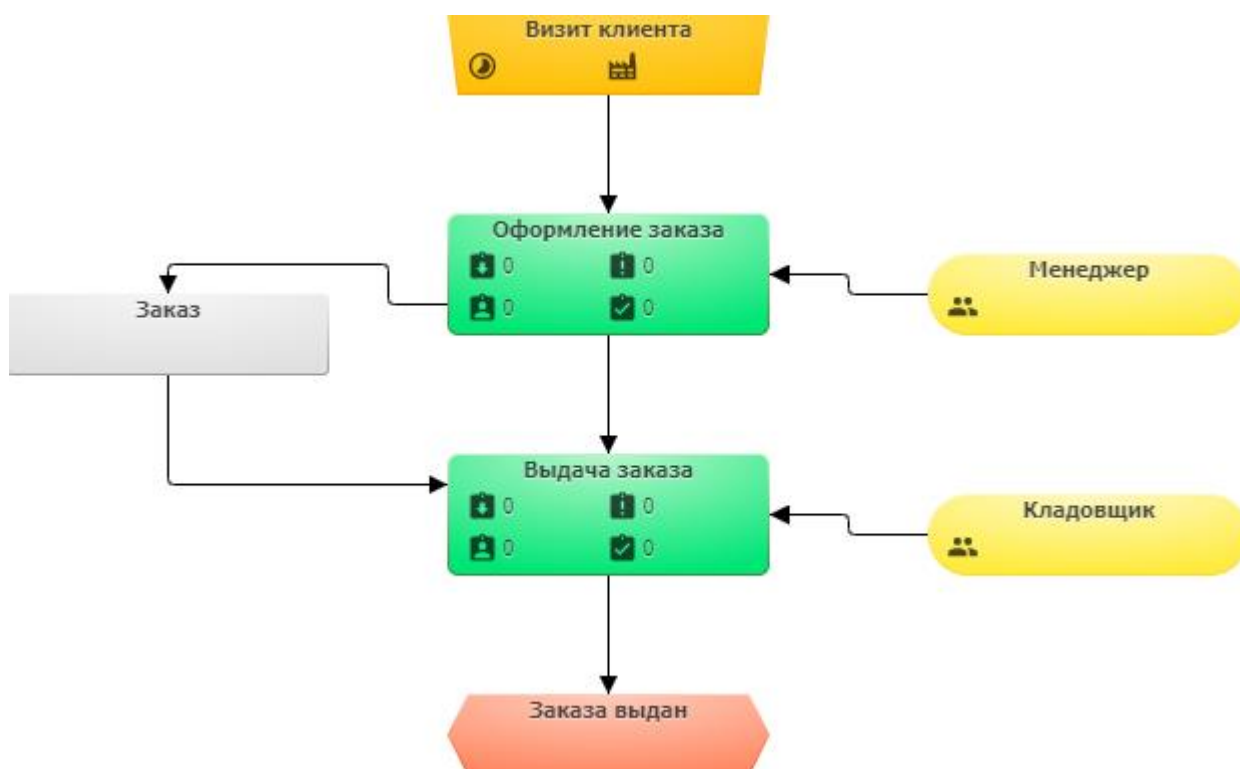 Визит клиента
Оформление заказа
0 0
0 0
Менеджер
Заказ
Выдача заказа
0 0
0 0
Кладовщик
Заказа выдан